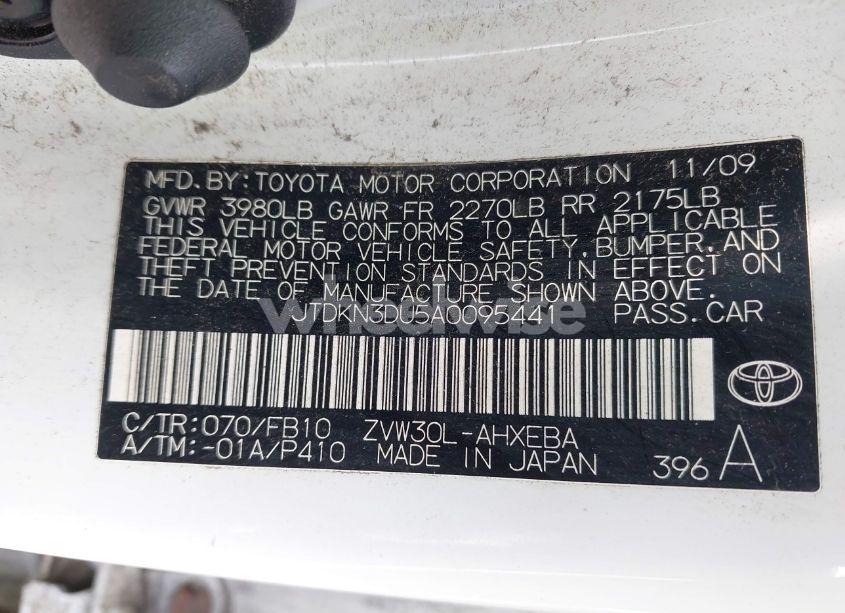 MFD. BY: TOYOTA MOTOR CORPORATION 11/09
GVWR 3980LB GAWR FR 2270LB RR 2175LB
THIS VEHICLE CONFORMS TO ALL APPLICABLE
FEDERAL MOTOR VEHICLE SAFETY, BUMPER, AND
THEFT PREVENTION STANDARDS IN EFFECT ON
THE DATE OF MANUFACTURE SHOWN ABOVE.
JTDKN3DU5A0095441 PASS. CAR
wheelwise
C/TR: 070/FB10 ZVW30L-AHXEBA
A/TM: -01A/P410 MADE IN JAPAN 396 A